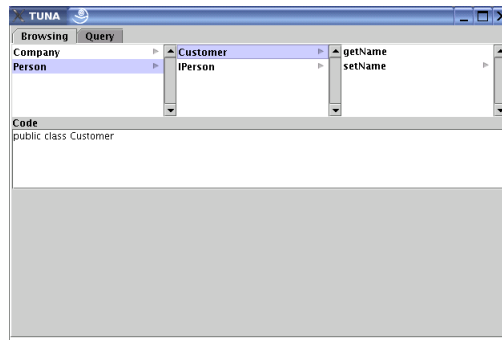 TUNA
Browsing Query
Company Customer getName
Person IPerson setName
Code
public class Customer